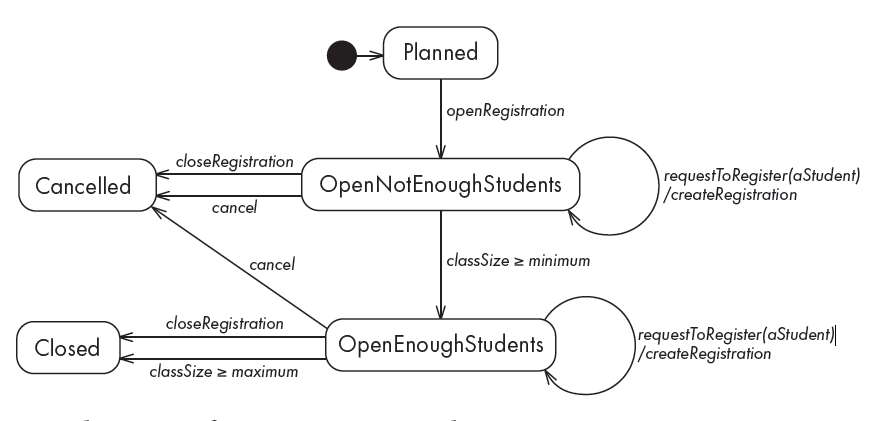 Planned
openRegistration
closeRegistration
Cancelled
OpenNotEnoughStudents
requestToRegister(aStudent)
/createRegistration
cancel
classSize ≥ minimum
cancel
closeRegistration
requestToRegister(aStudent)
/createRegistration
Closed
OpenEnoughStudents
classSize ≥ maximum